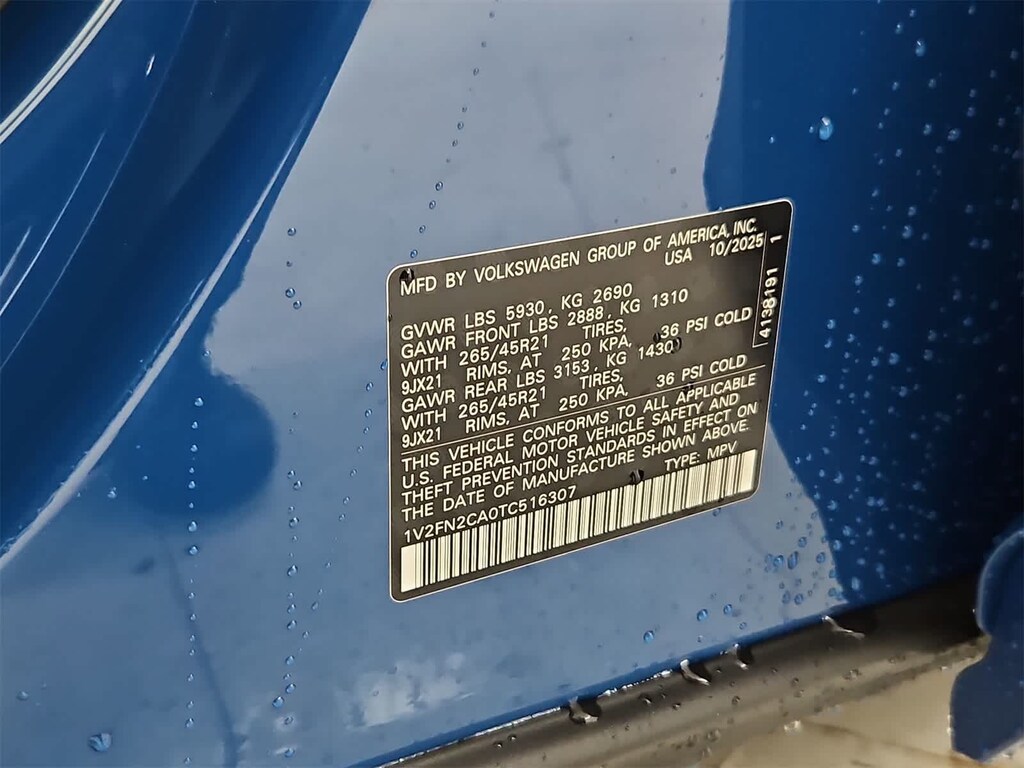 MFD BY VOLKSWAGEN GROUP OF AMERICA, INC.
USA 10/2025
GVWR LBS 5930, KG 2690
GAWR FRONT LBS 2888, KG 1310
WITH 265/45R21 TIRES,
9JX21 RIMS, AT 250 KPA, 36 PSI COLD
GAWR REAR LBS 3153, KG 1430
WITH 265/45R21 TIRES,
9JX21 RIMS, AT 250 KPA, 36 PSI COLD
THIS VEHICLE CONFORMS TO ALL APPLICABLE
U.S. FEDERAL MOTOR VEHICLE SAFETY AND
THEFT PREVENTION STANDARDS IN EFFECT ON
THE DATE OF MANUFACTURE SHOWN ABOVE.
1V2FN2CA0TC516307 TYPE: MPV
4138191 1